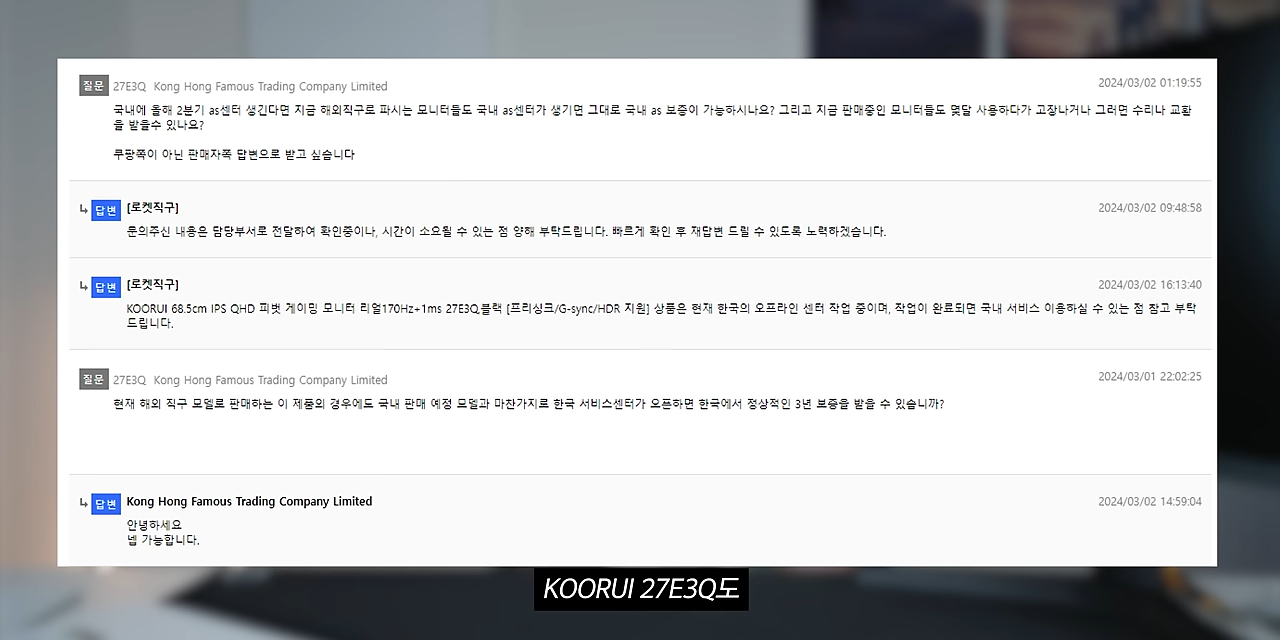 질문 27E3Q Kong Hong Famous Trading Company Limited 2024/03/02 01:19:55
국내에 올해 2분기 as센터 생긴다면 지금 해외직구로 파시는 모니터들도 국내 as센터가 생기면 그대로 국내 as 보증이 가능하시나요? 그리고 지금 판매중인 모니터들도 몇달 사용하다가 고장나거나 그러면 수리나 교환
을 받을수 있나요?
쿠팡쪽이 아닌 판매자쪽 답변으로 받고 싶습니다
↳ 답변 [로켓직구] 2024/03/02 09:48:58
문의주신 내용은 담당부서로 전달하여 확인중이나, 시간이 소요될 수 있는 점 양해 부탁드립니다. 빠르게 확인 후 재답변 드릴 수 있도록 노력하겠습니다.
↳ 답변 [로켓직구] 2024/03/02 16:13:40
KOORUI 68.5cm IPS QHD 피벗 게이밍 모니터 리얼170Hz+1ms 27E3Q,블랙 [프리싱크/G-sync/HDR 지원] 상품은 현재 한국의 오프라인 센터 작업 중이며, 작업이 완료되면 국내 서비스 이용하실 수 있는 점 참고 부탁
드립니다.
질문 27E3Q Kong Hong Famous Trading Company Limited 2024/03/01 22:02:25
현재 해외 직구 모델로 판매하는 이 제품의 경우에도 국내 판매 예정 모델과 마찬가지로 한국 서비스센터가 오픈하면 한국에서 정상적인 3년 보증을 받을 수 있습니까?
↳ 답변 Kong Hong Famous Trading Company Limited 2024/03/02 14:59:04
안녕하세요
넵 가능합니다.
KOORUI 27E3Q도